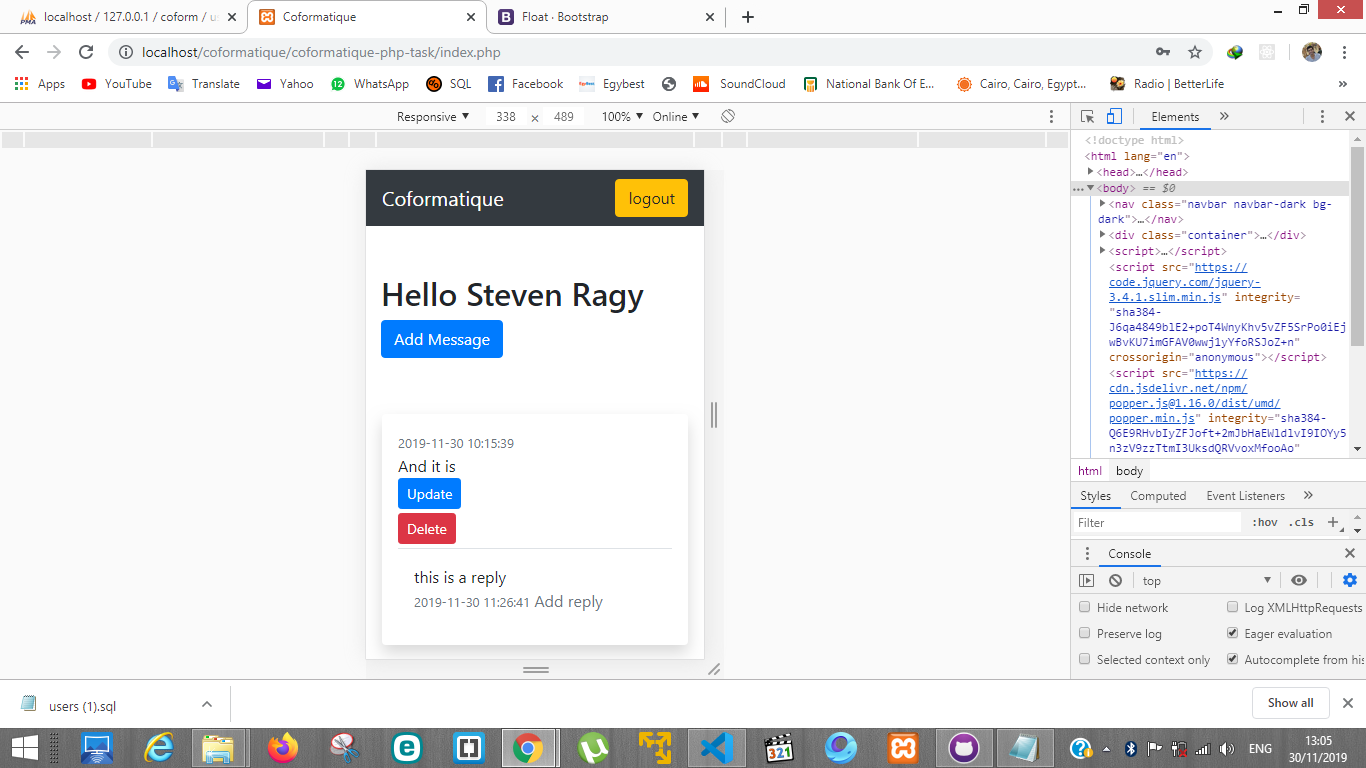 localhost / 127.0.0.1 / coform / u
Coformatique
Float · Bootstrap
localhost/coformatique/coformatique-php-task/index.php
Apps
YouTube
Translate
Yahoo
WhatsApp
SQL
Facebook
Egybest
SoundCloud
National Bank Of E...
Cairo, Cairo, Egypt...
Radio | BetterLife
»
Responsive ▼ 338 × 489 100% ▼ Online ▼
Coformatique
logout
Hello Steven Ragy
Add Message
2019-11-30 10:15:39
And it is
Update
Delete
this is a reply
2019-11-30 11:26:41 Add reply
Elements »
<!doctype html>
<html lang="en">
<head>…</head>
<body> == $0
<nav class="navbar navbar-dark bg-
dark">…</nav>
<div class="container">…</div>
<script>…</script>
<script src="https://
code.jquery.com/jquery-
3.4.1.slim.min.js" integrity=
"sha384-
J6qa4849blE2+poT4WnyKhv5vZF5SrPo0iEj
wBvKU7imGFAV0wwj1yYfoRSJoZ+n"
crossorigin="anonymous"></script>
<script src="https://
cdn.jsdelivr.net/npm/
popper.js@1.16.0/dist/umd/
popper.min.js" integrity="sha384-
Q6E9RHvbIyZFJoft+2mJbHaEWldlvI9IOYy5
n3zV9zzTtmI3UksdQRVvoxMfooAo"
html body
Styles Computed Event Listeners »
Filter :hov .cls +
Console
top
Hide network
Log XMLHttpRequests
Preserve log
Eager evaluation
Selected context only
Autocomplete from his
users (1).sql
Show all
321
ENG
13:05
30/11/2019